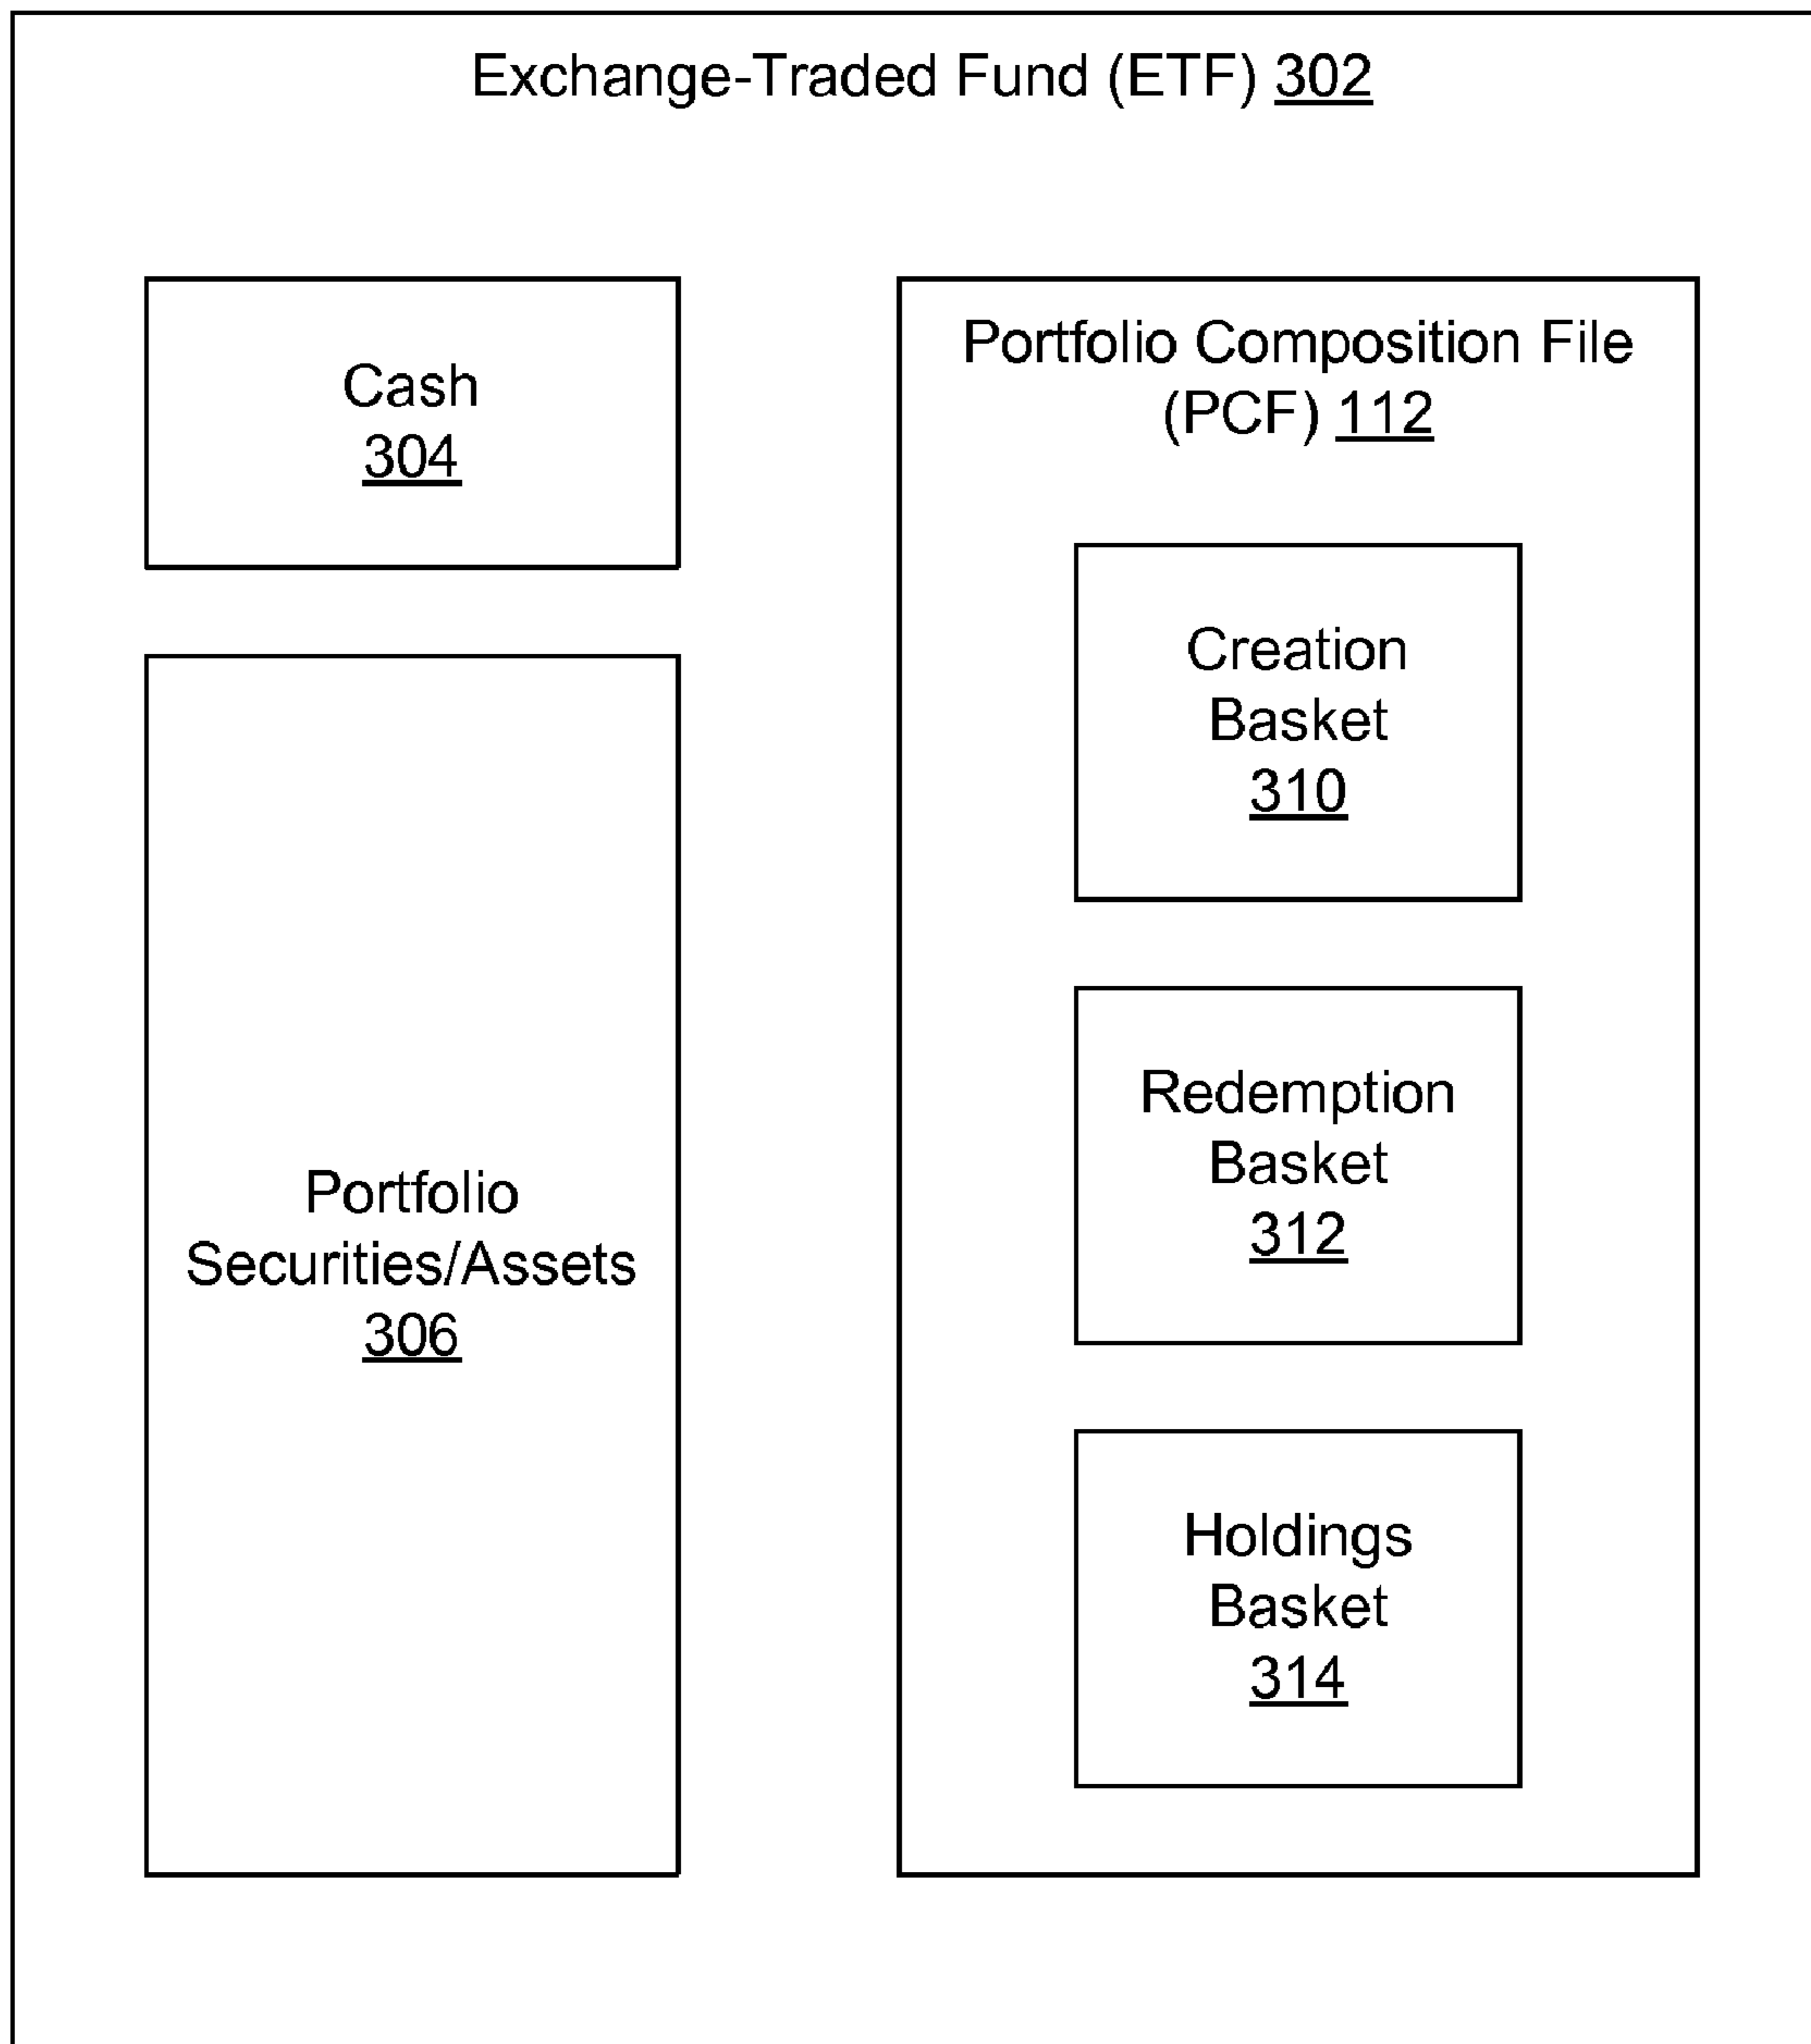 Exchange-Traded Fund (ETF) 302
Cash
304
Portfolio
Securities/Assets
306
Portfolio Composition File
(PCF) 112
Creation
Basket
310
Redemption
Basket
312
Holdings
Basket
314